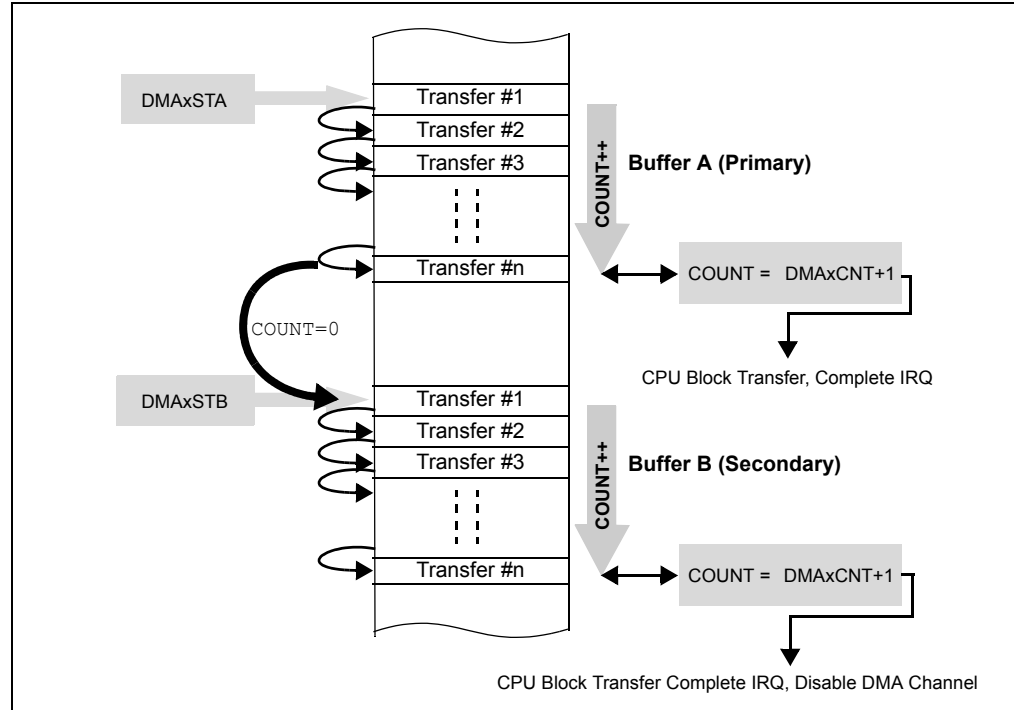 DMAxSTA
Transfer #1
Transfer #2
Transfer #3
Transfer #n
COUNT++
Buffer A (Primary)
COUNT = DMAxCNT+1
CPU Block Transfer, Complete IRQ
COUNT=0
DMAxSTB
Transfer #1
Transfer #2
Transfer #3
Transfer #n
COUNT++
Buffer B (Secondary)
COUNT = DMAxCNT+1
CPU Block Transfer Complete IRQ, Disable DMA Channel